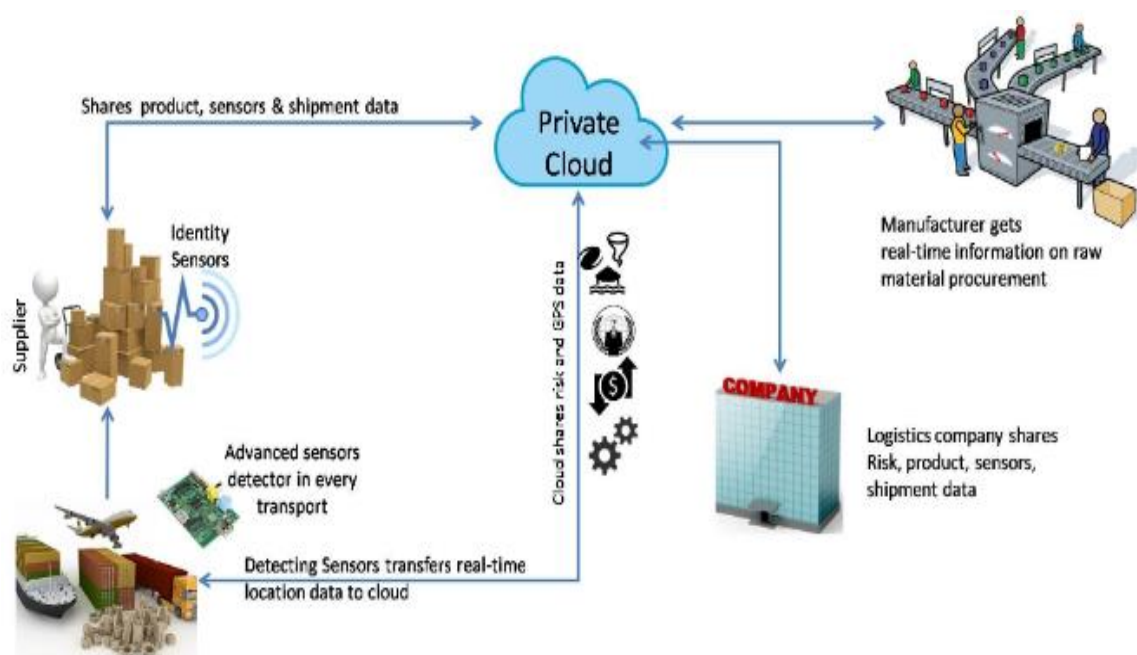 Shares product, sensors & shipment data
Private
Cloud
Identity
Sensors
Supplier
Manufacturer gets
real-time information on raw
material procurement
Cloud shares risk and GPS data
COMPANY
Logistics company shares
Risk, product, sensors,
shipment data
Advanced sensors
detector in every
transport
Detecting Sensors transfers real-time
location data to cloud
$